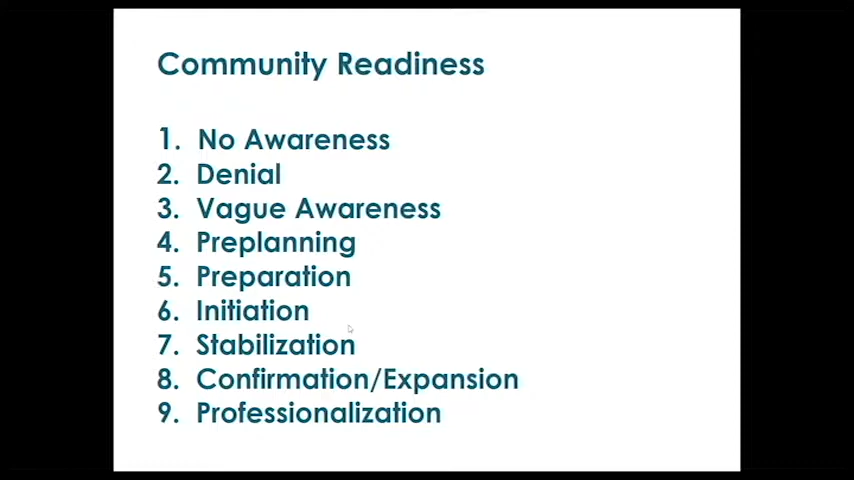 Community Readiness
1. No Awareness
2. Denial
3. Vague Awareness
4. Preplanning
5. Preparation
6. Initiation
7. Stabilization
8. Confirmation/Expansion
9. Professionalization